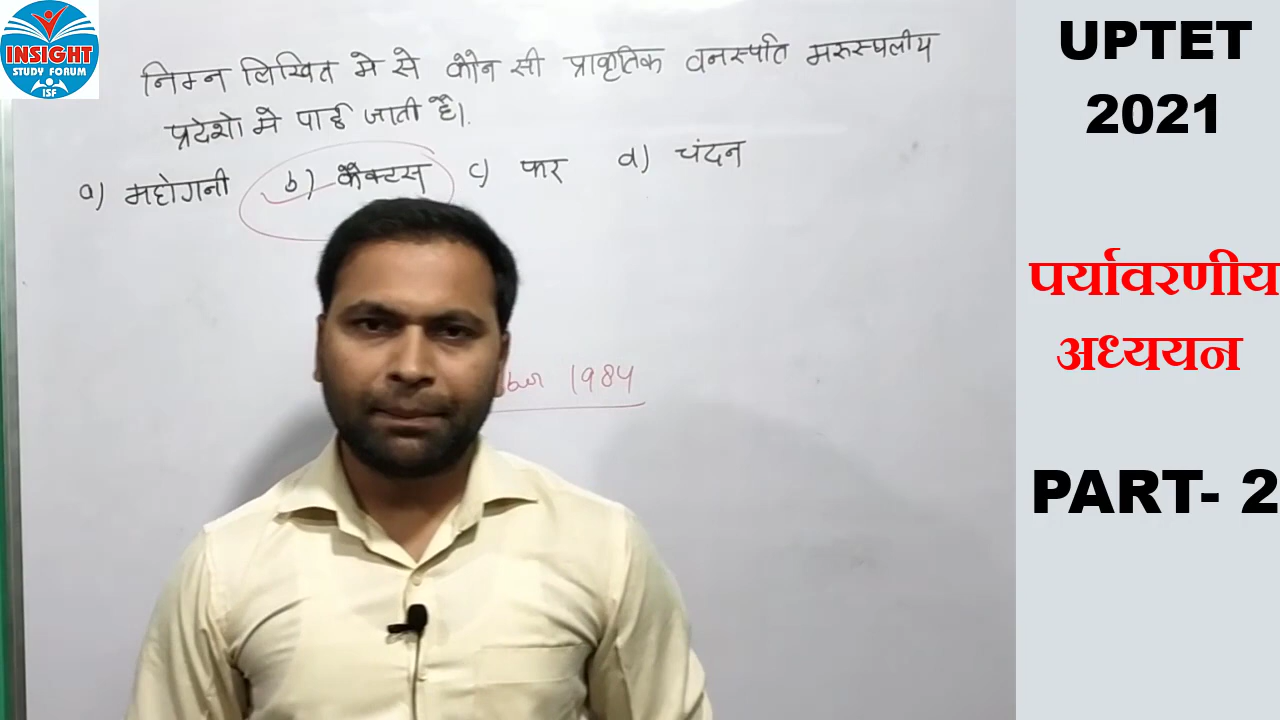 INSIGHT
STUDY FORUM
ISF
निम्न लिखित मे से कौन सी प्राकृतिक वनस्पति मरुस्थलीय
प्रदेशो मे पाई जाती है।
a) महोगनी b) कैक्टस c) फर d) चंदन
1984
UPTET
2021
पर्यावरणीय
अध्ययन
PART- 2